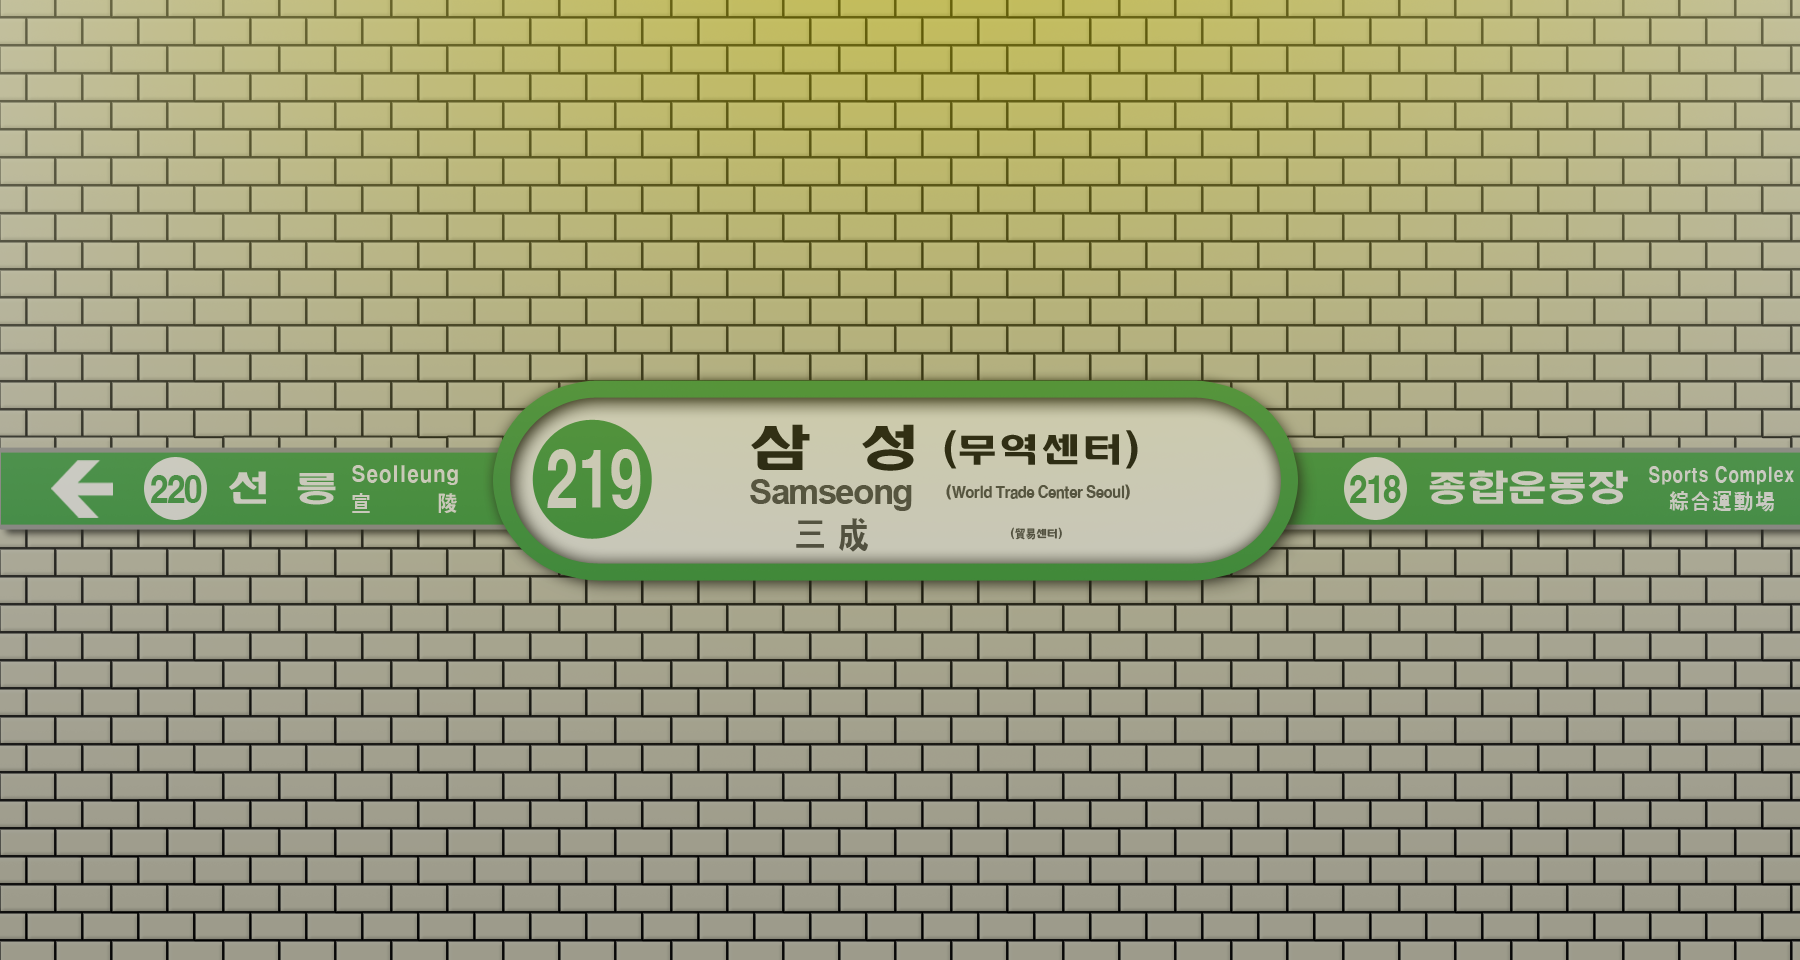 220 선 릉 Seolleung
宣 陵
219
삼 성 (무역센터)
Samseong (World Trade Center Seoul)
三 成 (貿易센터)
218 종합운동장 Sports Complex
綜合運動場